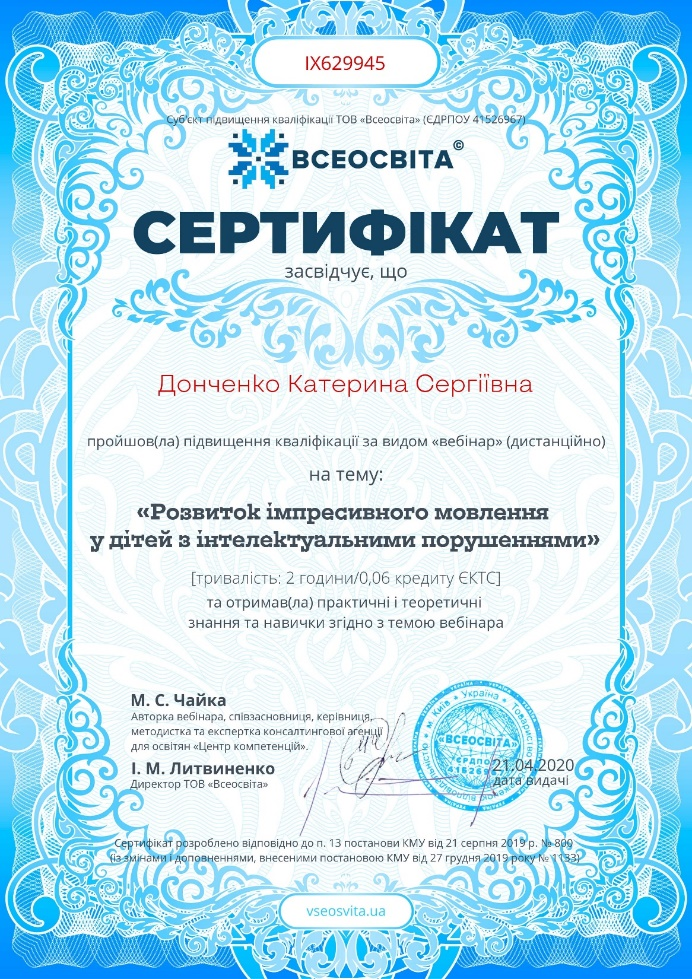 IX629945
Суб'єкт підвищення кваліфікації ТОВ «Всеосвіта» (ЄДРПОУ 41526967)
ВСЕОСВІТА©
СЕРТИФІКАТ
засвідчує, що
Донченко Катерина Сергіївна
пройшов(ла) підвищення кваліфікації за видом «вебінар» (дистанційно)
на тему:
«Розвиток імпресивного мовлення
у дітей з інтелектуальними порушеннями»
[тривалість: 2 години/0,06 кредиту ЄКТС]
та отримав(ла) практичні і теоретичні
знання та навички згідно з темою вебінара
М. С. Чайка
Авторка вебінара, співзасновниця, керівниця,
методистка та експертка консалтингової агенції
для освітян «Центр компетенцій».
І. М. Литвиненко
Директор ТОВ «Всеосвіта»
м. Київ * Україна *
«ВСЕОСВІТА»
ЄДРПО
21.04.2020
дата видачі
Сертифікат розроблено відповідно до п. 13 постанови КМУ від 21 серпня 2019 р. № 800
(із змінами і доповненнями, внесеними постановою КМУ від 27 грудня 2019 року № 1133)
vseosvita.ua